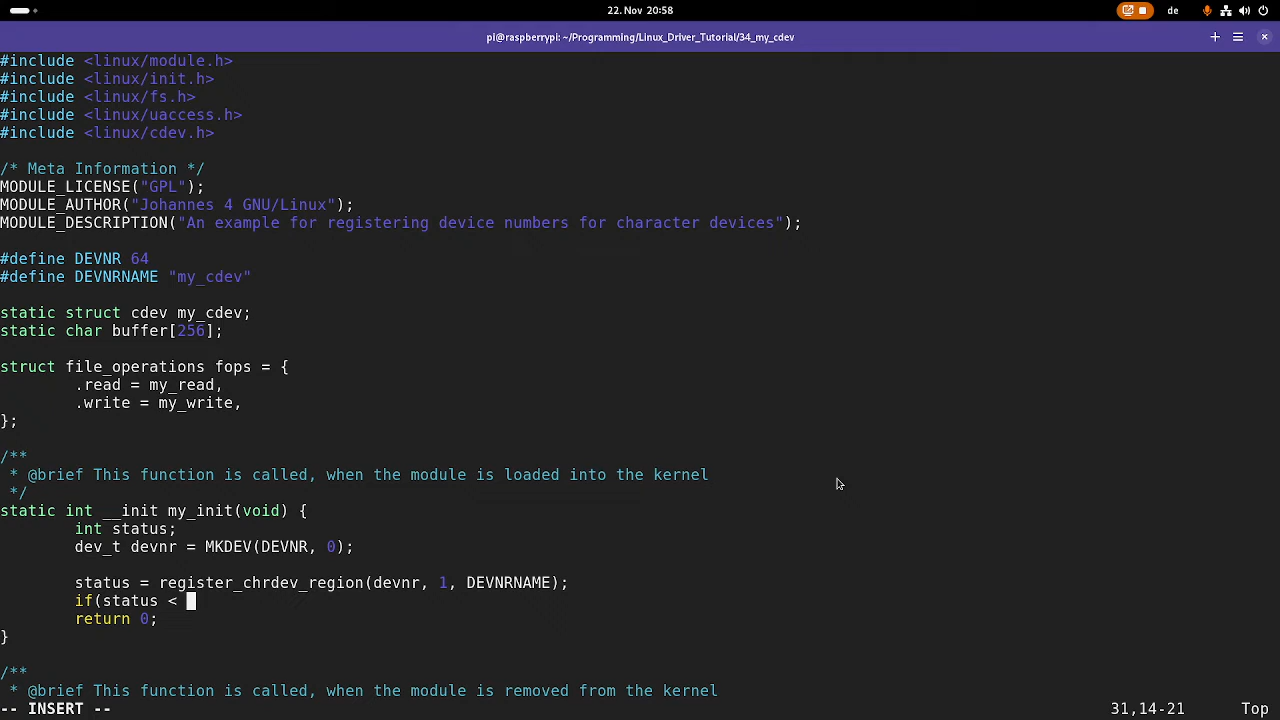 22. Nov 20:58
de
pi@raspberrypi: ~/Programming/Linux_Driver_Tutorial/34_my_cdev
#include <linux/module.h>
#include <linux/init.h>
#include <linux/fs.h>
#include <linux/uaccess.h>
#include <linux/cdev.h>
/* Meta Information */
MODULE_LICENSE("GPL");
MODULE_AUTHOR("Johannes 4 GNU/Linux");
MODULE_DESCRIPTION("An example for registering device numbers for character devices");
#define DEVNR 64
#define DEVNRNAME "my_cdev"
static struct cdev my_cdev;
static char buffer[256];
struct file_operations fops = {
        .read = my_read,
        .write = my_write,
};
/**
 * @brief This function is called, when the module is loaded into the kernel
 */
static int __init my_init(void) {
        int status;
        dev_t devnr = MKDEV(DEVNR, 0);
        status = register_chrdev_region(devnr, 1, DEVNRNAME);
        if(status <
        return 0;
}
/**
 * @brief This function is called, when the module is removed from the kernel
-- INSERT -- 31,14-21 Top